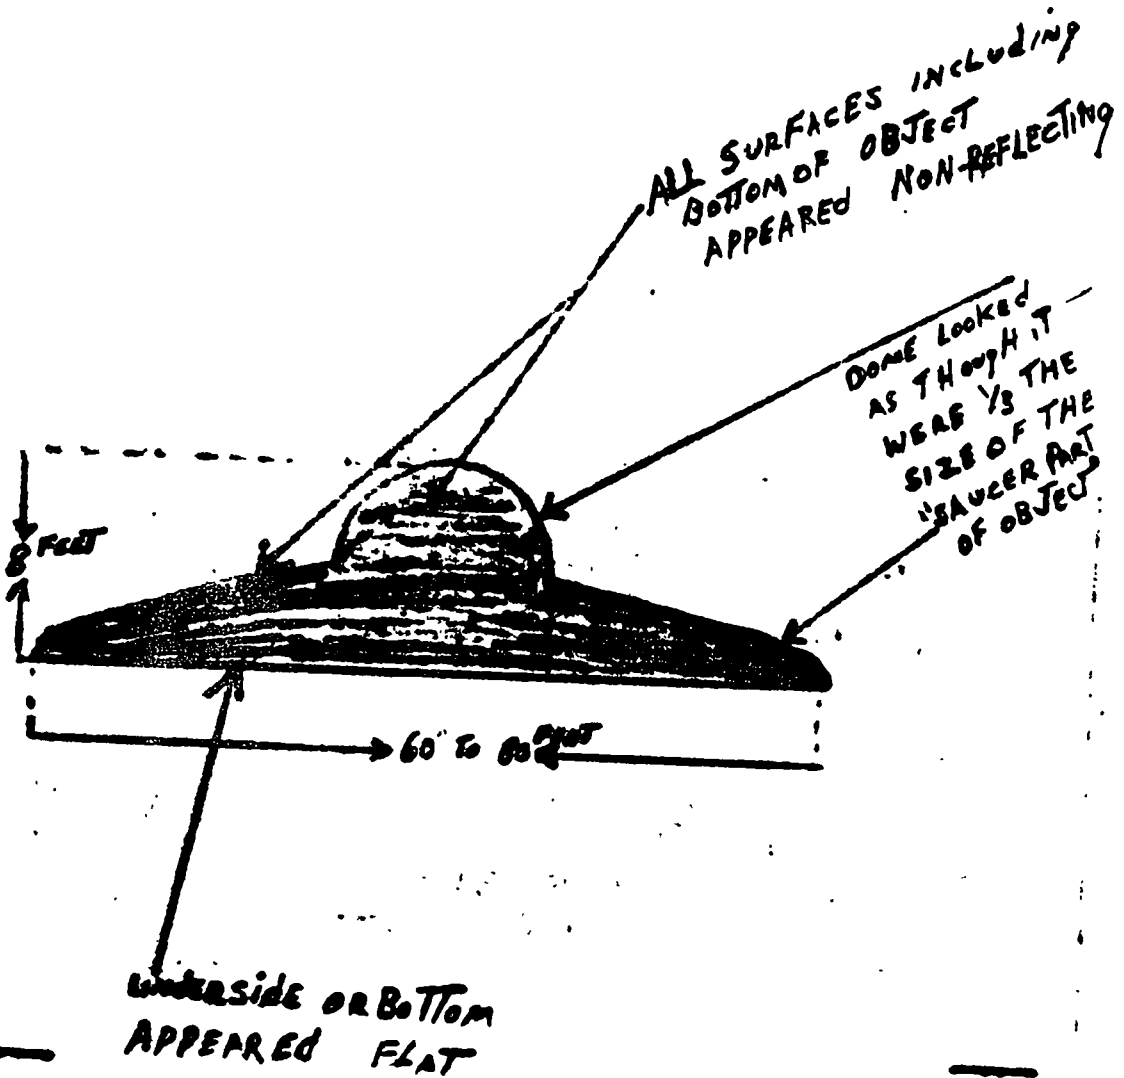 ALL SURFACES INCLUDING
BOTTOM OF OBJECT
APPEARED NON-REFLECTING
DOME LOOKED
AS THOUGH IT
WERE 1/3 THE
SIZE OF THE
"SAUCER PART"
OF OBJECT
8 FEET
60 TO FEET
UNDERSIDE OR BOTTOM
APPEARED FLAT